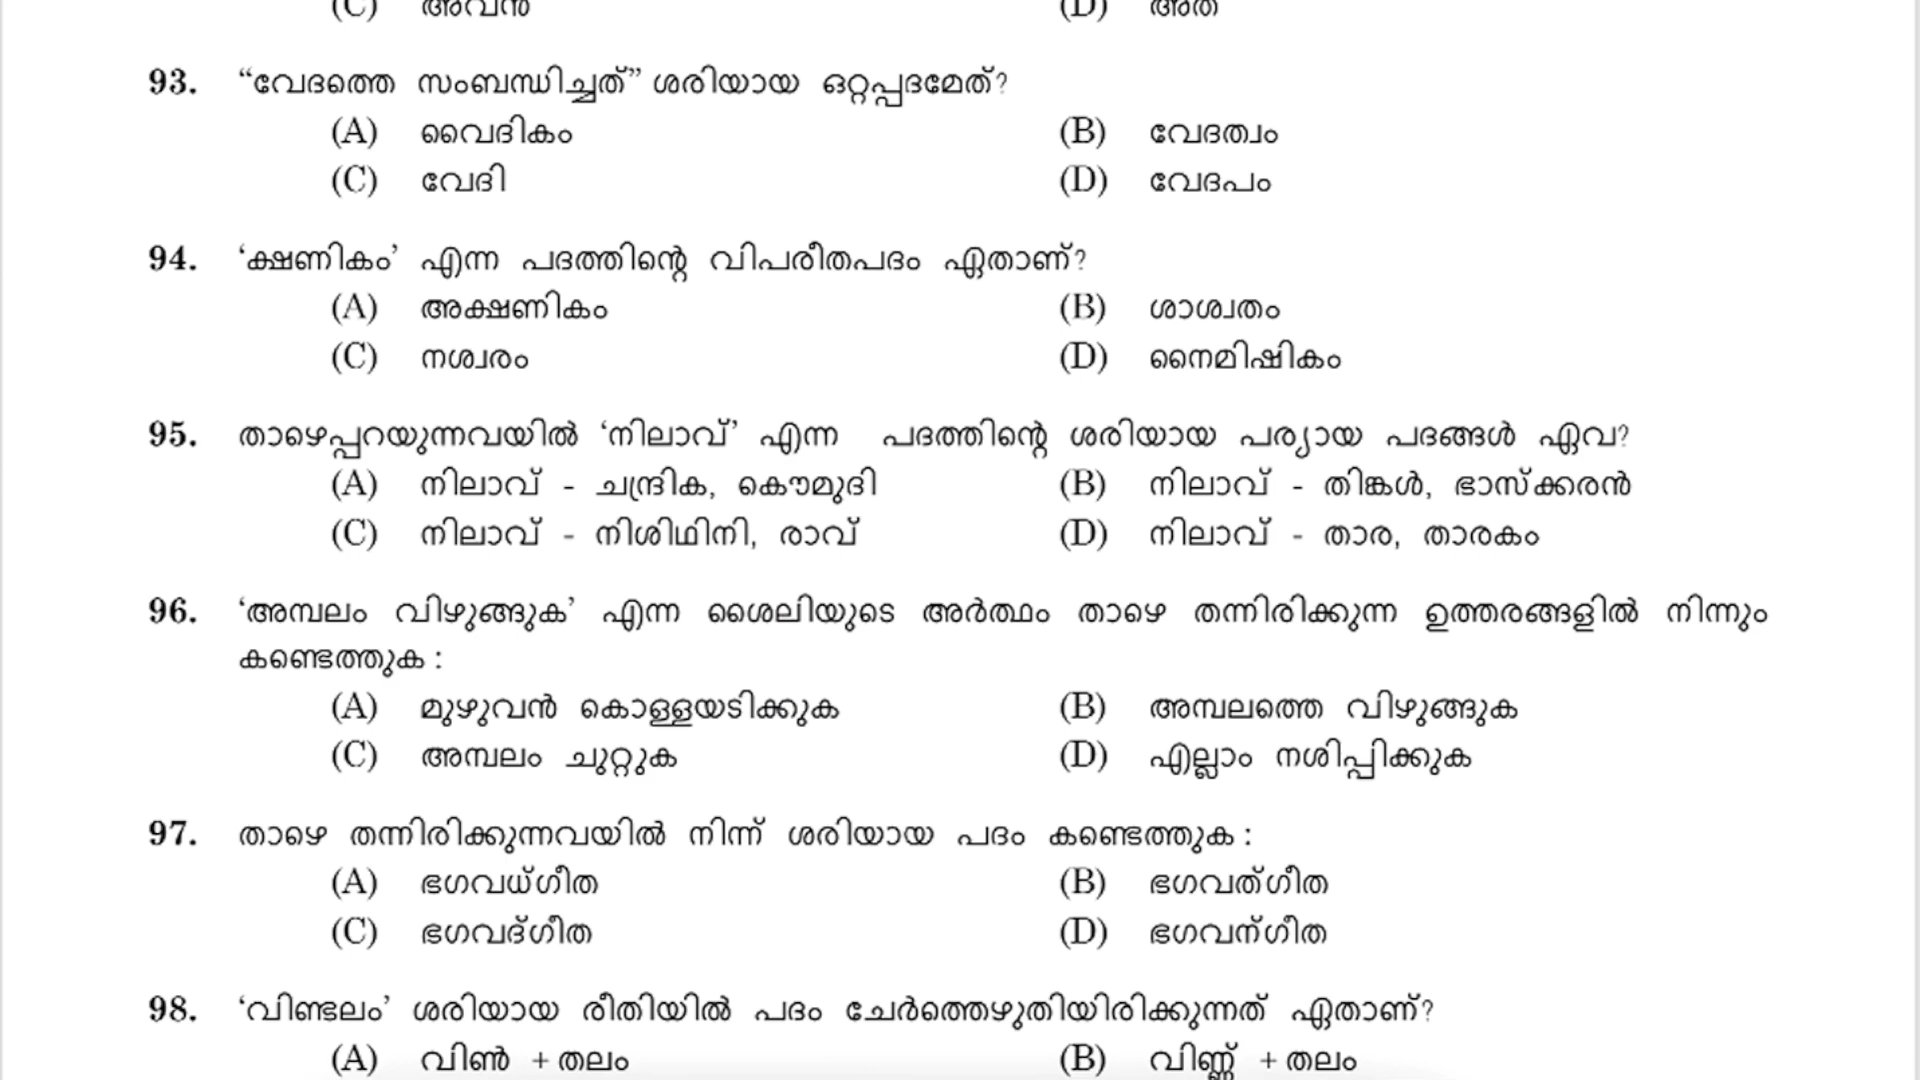 (C) അവൻ (D) അത്
93. “വേദത്തെ സംബന്ധിച്ചത്” ശരിയായ ഒറ്റപ്പദമേത്?
(A) വൈദികം (B) വേദത്വം
(C) വേദി (D) വേദപം
94. ‘ക്ഷണികം’ എന്ന പദത്തിന്റെ വിപരീതപദം ഏതാണ്?
(A) അക്ഷണികം (B) ശാശ്വതം
(C) നശ്വരം (D) നൈമിഷികം
95. താഴെപ്പറയുന്നവയിൽ ‘നിലാവ്’ എന്ന പദത്തിന്റെ ശരിയായ പര്യായ പദങ്ങൾ ഏവ?
(A) നിലാവ് - ചന്ദ്രിക, കൌമുദി (B) നിലാവ് - തിങ്കൾ, ഭാസ്ക്കരൻ
(C) നിലാവ് - നിശിഥിനി, രാവ് (D) നിലാവ് - താര, താരകം
96. ‘അമ്പലം വിഴുങ്ങുക’ എന്ന ശൈലിയുടെ അർത്ഥം താഴെ തന്നിരിക്കുന്ന ഉത്തരങ്ങളിൽ നിന്നും
കണ്ടെത്തുക :
(A) മുഴുവൻ കൊള്ളയടിക്കുക (B) അമ്പലത്തെ വിഴുങ്ങുക
(C) അമ്പലം ചുറ്റുക (D) എല്ലാം നശിപ്പിക്കുക
97. താഴെ തന്നിരിക്കുന്നവയിൽ നിന്ന് ശരിയായ പദം കണ്ടെത്തുക :
(A) ഭഗവധ്ഗീത (B) ഭഗവത്ഗീത
(C) ഭഗവദ്ഗീത (D) ഭഗവന്ഗീത
98. ‘വിണ്ടലം’ ശരിയായ രീതിയിൽ പദം ചേർത്തെഴുതിയിരിക്കുന്നത് ഏതാണ്?
(A) വിൺ + തലം (B) വിണ്ണ് + തലം